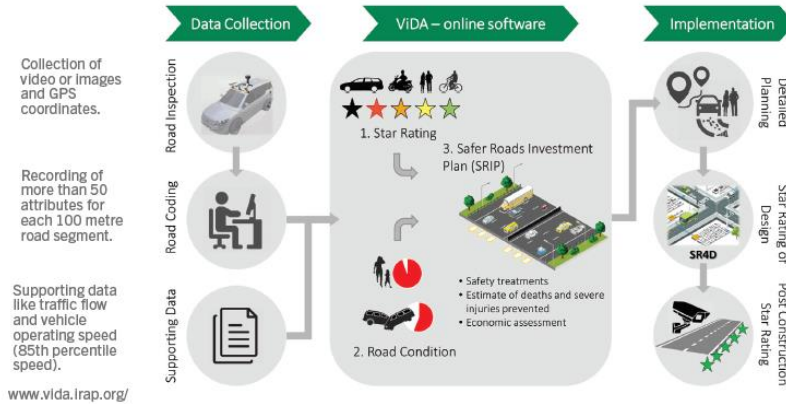 Data Collection
ViDA – online software
Implementation
Collection of
video or images
and GPS
coordinates.
Road Inspection
Recording of
more than 50
attributes for
each 100 metre
road segment.
Road Coding
Supporting data
like traffic flow
and vehicle
operating speed
(85th percentile
speed).
Supporting Data
www.vida.irap.org/
1. Star Rating
3. Safer Roads Investment
Plan (SRIP)
• Safety treatments
• Estimate of deaths and severe
injuries prevented
• Economic assessment
2. Road Condition
Detailed
Planning
Star Rating of
Design
SR4D
Post Construction
Star Rating